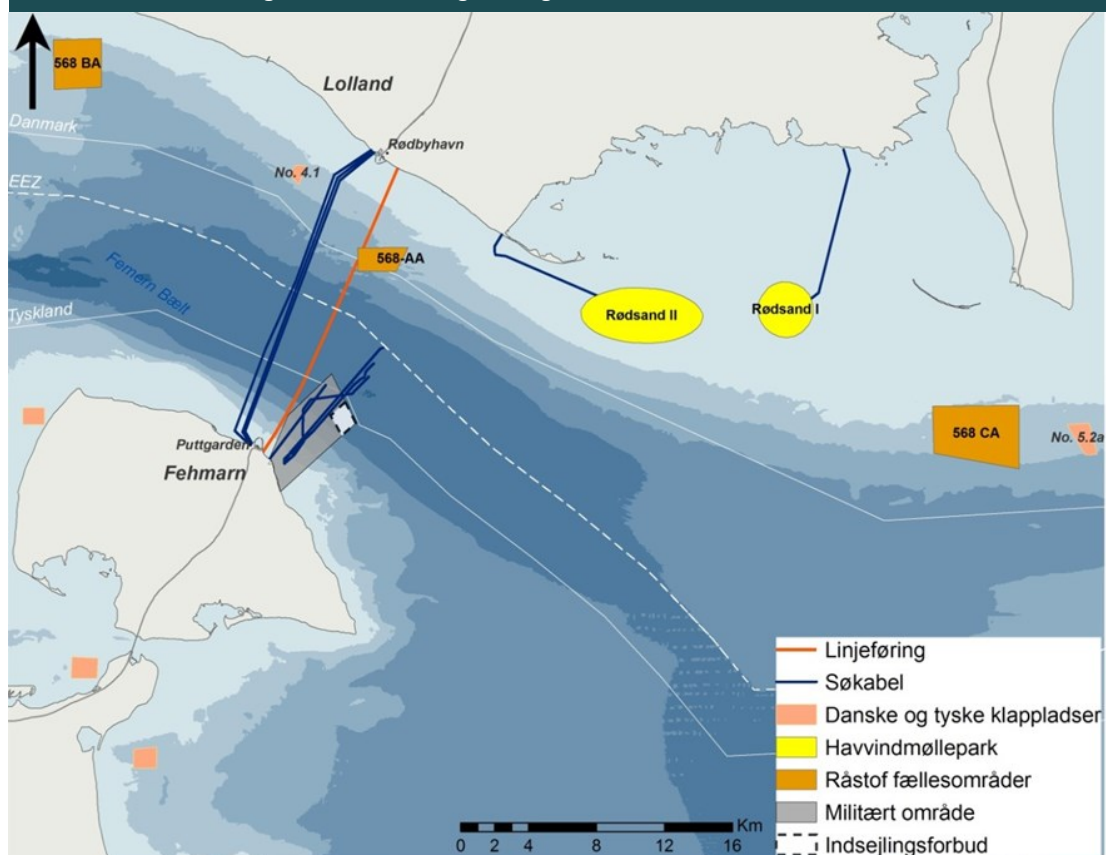 568 BA
Lolland
Danmark
Rødbyhavn
No. 4.1
EEZ
568-AA
Femern Bælt
Rødsand II
Rødsand I
Tyskland
Puttgarden
Fehmarn
568 CA
No. 5.2a
Linjeføring
Søkabel
Danske og tyske klappladser
Havvindmøllepark
Råstof fællesområder
Militært område
Indsejlingsforbud
Km
0 2 4 8 12 16